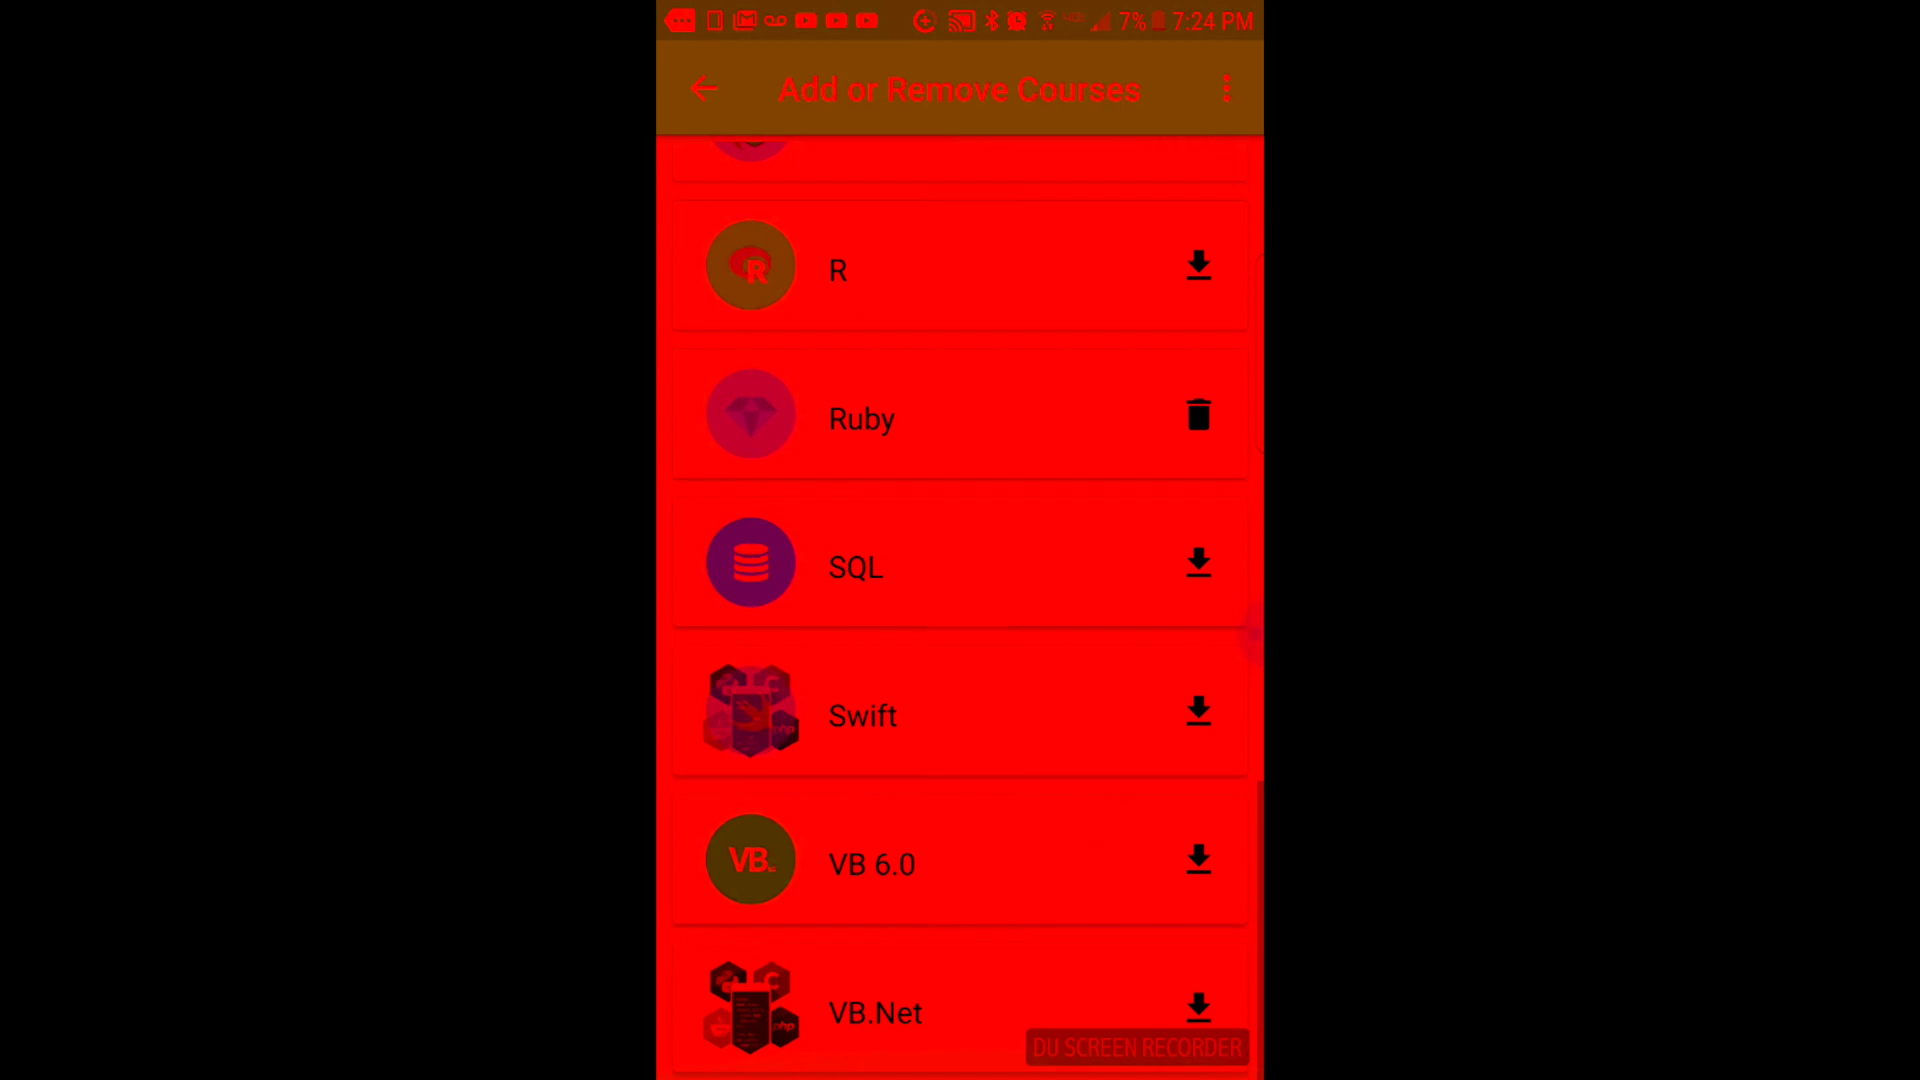 7% 7:24 PM
Add or Remove Courses
R
R
Ruby
SQL
Swift
VB
VB 6.0
php
VB.Net
DU SCREEN RECORDER